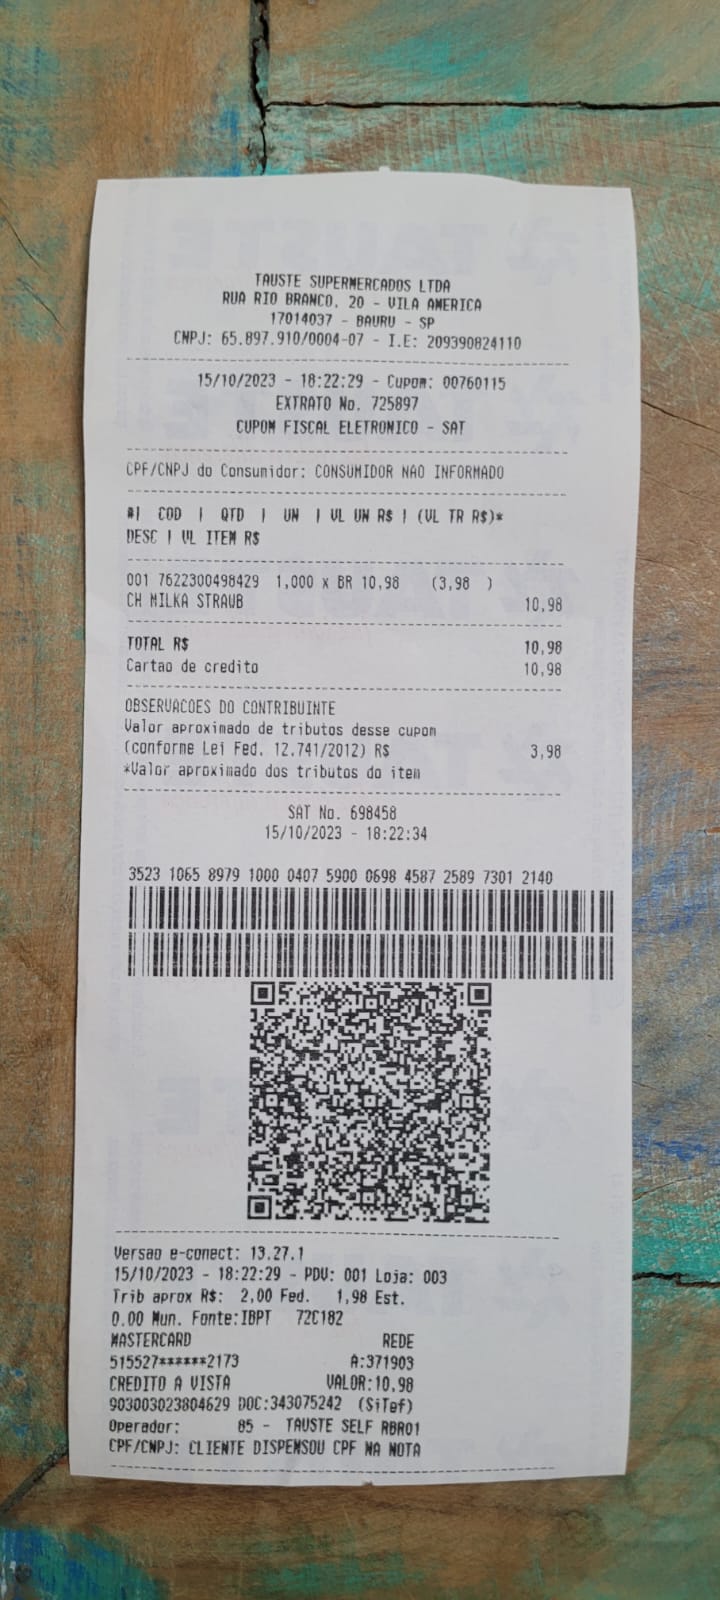 TAUSTE SUPERMERCADOS LTDA
RUA RIO BRANCO, 20 - VILA AMERICA
17014037 - BAURU - SP
CNPJ: 65.897.910/0004-07 - I.E: 209390824110
15/10/2023 - 18:22:29 - Cupom: 00760115
EXTRATO No. 725897
CUPOM FISCAL ELETRONICO - SAT
CPF/CNPJ do Consumidor: CONSUMIDOR NAO INFORMADO
#| COD | QTD | UN | VL UN R$ | (VL TR R$)*
DESC | VL ITEM R$
001 7622300498429 1,000 x BR 10,98 (3,98 )
CH MILKA STRAUB 10,98
TOTAL R$ 10,98
Cartao de credito 10,98
OBSERVACOES DO CONTRIBUINTE
Valor aproximado de tributos desse cupom
(conforme Lei Fed. 12.741/2012) R$ 3,98
*Valor aproximado dos tributos do item
SAT No. 698458
15/10/2023 - 18:22:34
3523 1065 8979 1000 0407 5900 0698 4587 2589 7301 2140
Versao e-conect: 13.27.1
15/10/2023 - 18:22:29 - PDV: 001 Loja: 003
Trib aprox R$: 2,00 Fed. 1,98 Est.
0.00 Mun. Fonte:IBPT 72C182
MASTERCARD REDE
515527******2173 A:371903
CREDITO A VISTA VALOR:10.98
903003023804629 DOC:343075242 (SiTef)
Operador: 85 - TAUSTE SELF RBR01
CPF/CNPJ: CLIENTE DISPENSOU CPF NA NOTA